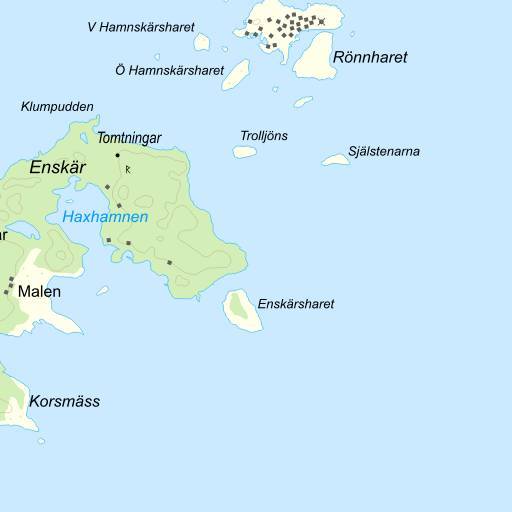 V Hamnskärsharet
Rönnharet
Ö Hamnskärsharet
Klumpudden
Tomtningar
Trolljöns
Själstenarna
Enskär
Haxhamnen
ar
Malen
Enskärsharet
Korsmäss